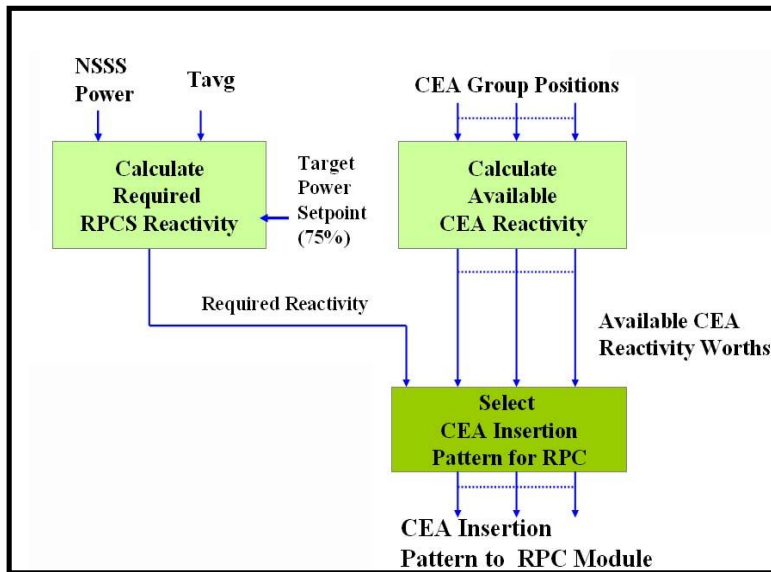 NSSS
Power
Tavg
CEA Group Positions
Calculate
Required
RPCS Reactivity
Target
Power
Setpoint
(75%)
Calculate
Available
CEA Reactivity
Required Reactivity
Available CEA
Reactivity Worths
Select
CEA Insertion
Pattern for RPC
CEA Insertion
Pattern to RPC Module